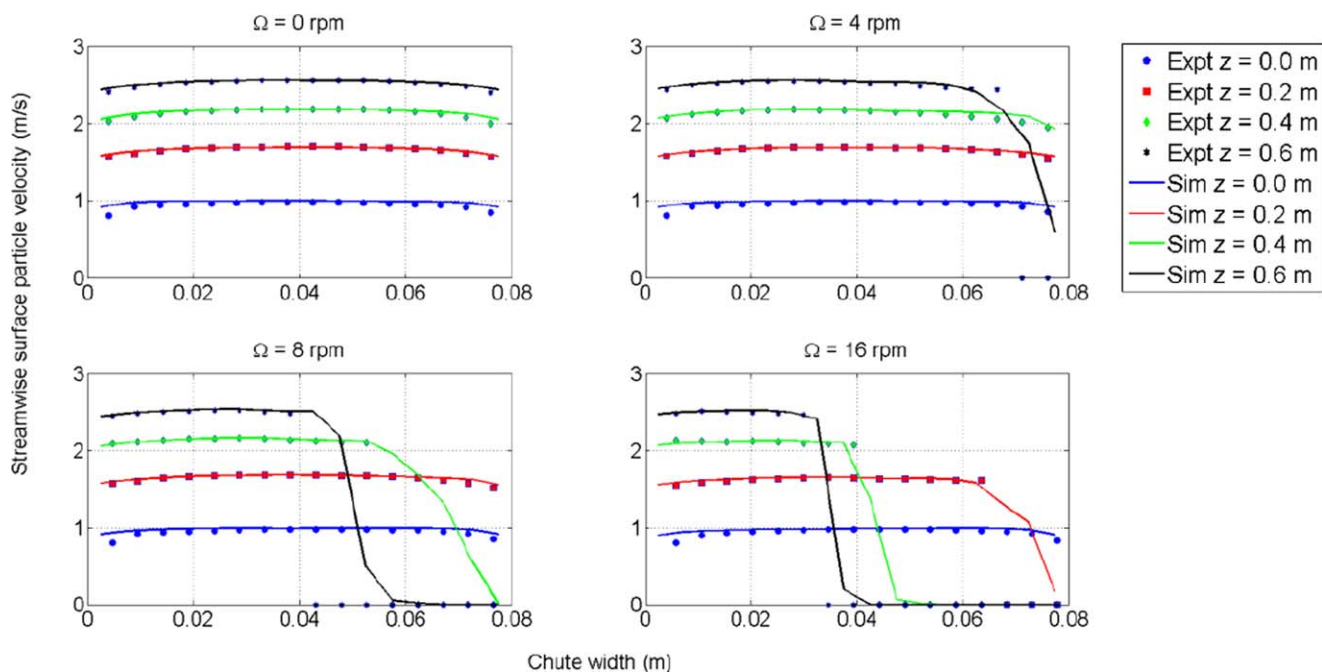 Ω = 0 rpm
Ω = 4 rpm
Streamwise surface particle velocity (m/s)
3
2
1
0
0 0.02 0.04 0.06 0.08
3
2
1
0
0 0.02 0.04 0.06 0.08
Expt z = 0.0 m
Expt z = 0.2 m
Expt z = 0.4 m
Expt z = 0.6 m
Sim z = 0.0 m
Sim z = 0.2 m
Sim z = 0.4 m
Sim z = 0.6 m
Ω = 8 rpm
Ω = 16 rpm
3
2
1
0
0 0.02 0.04 0.06 0.08
3
2
1
0
0 0.02 0.04 0.06 0.08
Chute width (m)